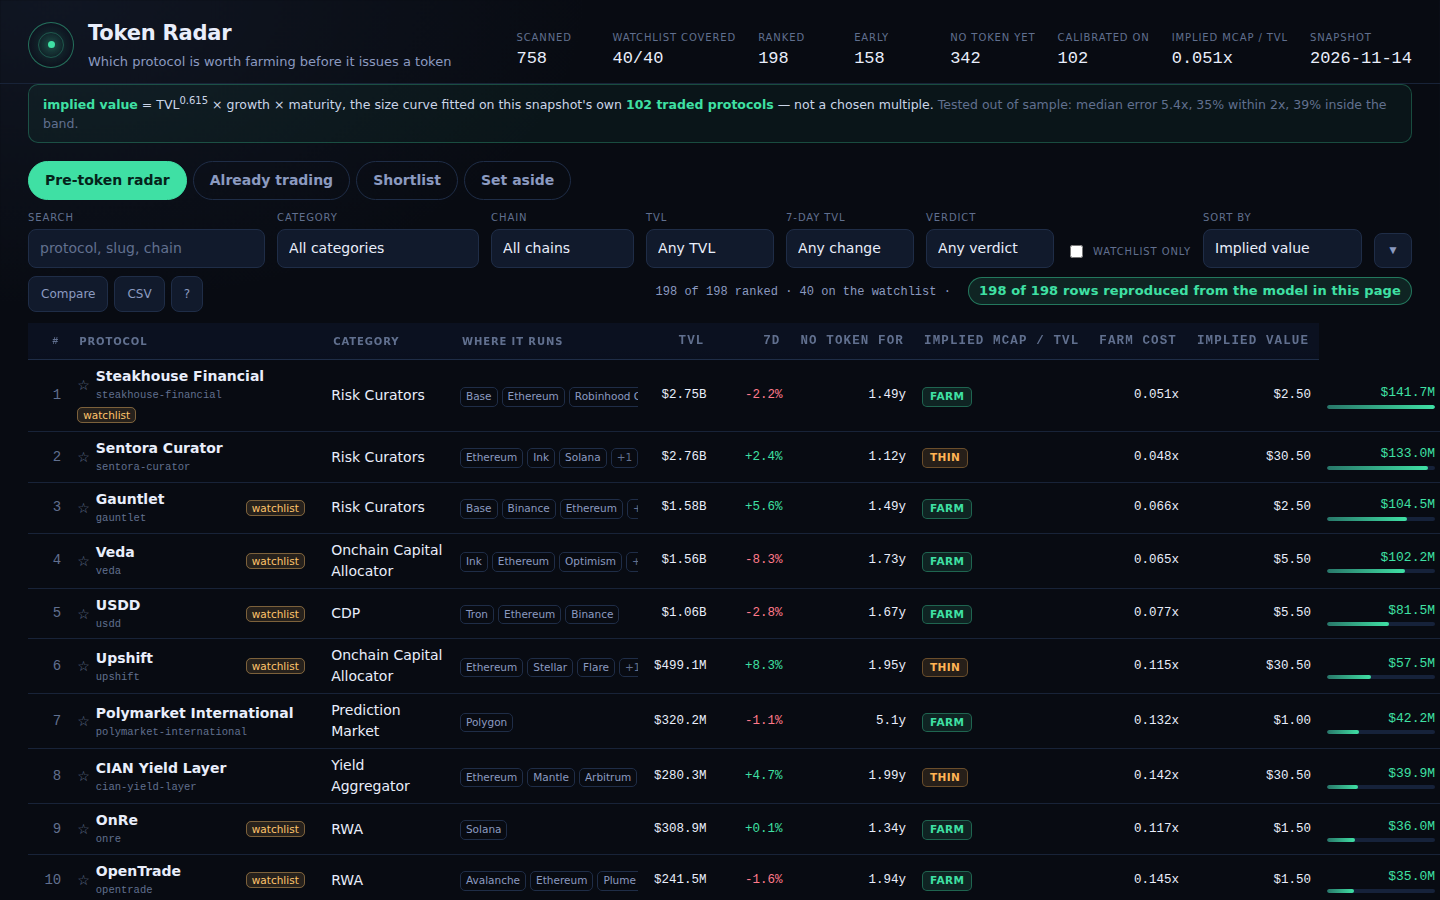 Token Radar
Which protocol is worth farming before it issues a token
SCANNED WATCHLIST COVERED RANKED EARLY NO TOKEN YET CALIBRATED ON IMPLIED MCAP / TVL SNAPSHOT
758 40/40 198 158 342 102 0.051x 2026-11-14
implied value = TVL0.615 × growth × maturity, the size curve fitted on this snapshot's own 102 traded protocols — not a chosen multiple. Tested out of sample: median error 5.4x, 35% within 2x, 39% inside the
band.
Pre-token radar Already trading Shortlist Set aside
SEARCH CATEGORY CHAIN TVL 7-DAY TVL VERDICT SORT BY
protocol, slug, chain All categories All chains Any TVL Any change Any verdict WATCHLIST ONLY Implied value ▼
Compare CSV ? 198 of 198 ranked · 40 on the watchlist · 198 of 198 rows reproduced from the model in this page
# PROTOCOL CATEGORY WHERE IT RUNS TVL 7D NO TOKEN FOR IMPLIED MCAP / TVL FARM COST IMPLIED VALUE
1 ☆ Steakhouse Financial steakhouse-financial watchlist Risk Curators Base Ethereum Robinhood $2.75B -2.2% 1.49y FARM 0.051x $2.50 $141.7M
2 ☆ Sentora Curator sentora-curator Risk Curators Ethereum Ink Solana +1 $2.76B +2.4% 1.12y THIN 0.048x $30.50 $133.0M
3 ☆ Gauntlet gauntlet watchlist Risk Curators Base Binance Ethereum $1.58B +5.6% 1.49y FARM 0.066x $2.50 $104.5M
4 ☆ Veda veda watchlist Onchain Capital Allocator Ink Ethereum Optimism $1.56B -8.3% 1.73y FARM 0.065x $5.50 $102.2M
5 ☆ USDD usdd watchlist CDP Tron Ethereum Binance $1.06B -2.8% 1.67y FARM 0.077x $5.50 $81.5M
6 ☆ Upshift upshift watchlist Onchain Capital Allocator Ethereum Stellar Flare +1 $499.1M +8.3% 1.95y THIN 0.115x $30.50 $57.5M
7 ☆ Polymarket International polymarket-international Prediction Market Polygon $320.2M -1.1% 5.1y FARM 0.132x $1.00 $42.2M
8 ☆ CIAN Yield Layer cian-yield-layer Yield Aggregator Ethereum Mantle Arbitrum $280.3M +4.7% 1.99y THIN 0.142x $30.50 $39.9M
9 ☆ OnRe onre watchlist RWA Solana $308.9M +0.1% 1.34y FARM 0.117x $1.50 $36.0M
10 ☆ OpenTrade opentrade watchlist RWA Avalanche Ethereum Plume $241.5M -1.6% 1.94y FARM 0.145x $1.50 $35.0M